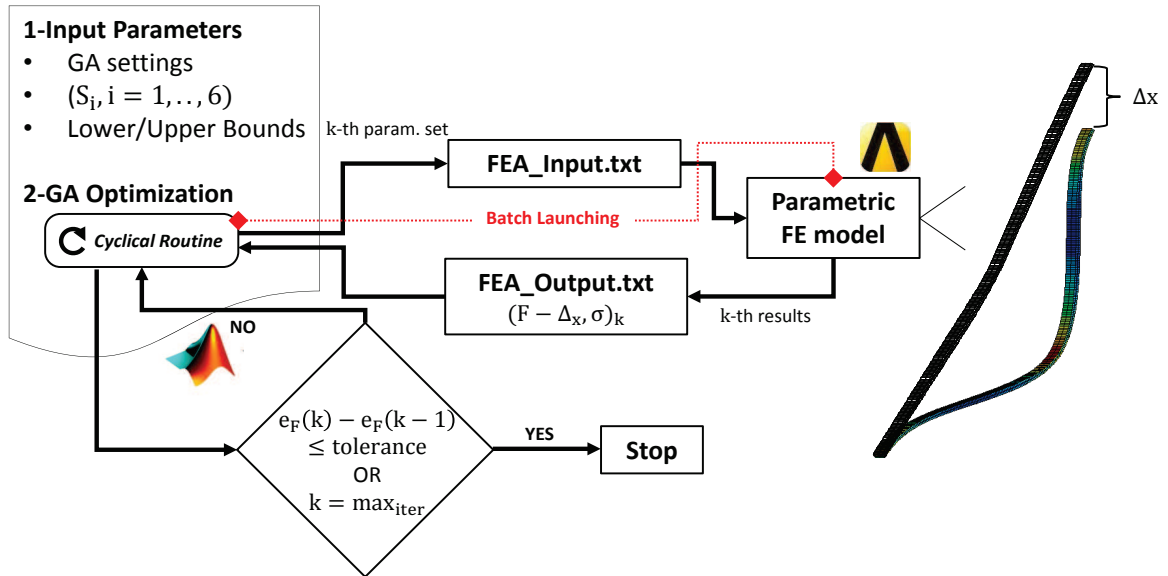 1-Input Parameters
• GA settings
• (Sᵢ, i = 1, . . , 6)
• Lower/Upper Bounds
2-GA Optimization
Cyclical Routine
k-th param. set
FEA_Input.txt
Batch Launching
Parametric
FE model
FEA_Output.txt
(F − Δₓ, σ)ₖ
k-th results
Δx
NO
e_F(k) − e_F(k − 1)
≤ tolerance
OR
k = max_iter
YES
Stop